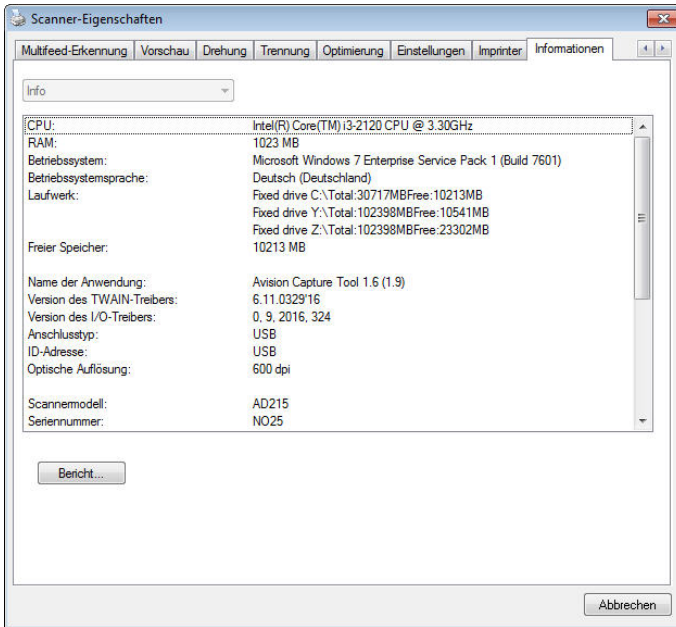 Scanner-Eigenschaften
Multifeed-Erkennung Vorschau Drehung Trennung Optimierung Einstellungen Imprinter Informationen
Info
CPU: Intel(R) Core(TM) i3-2120 CPU @ 3.30GHz
RAM: 1023 MB
Betriebssystem: Microsoft Windows 7 Enterprise Service Pack 1 (Build 7601)
Betriebssystemsprache: Deutsch (Deutschland)
Laufwerk: Fixed drive C:\Total:30717MBFree:10213MB
Fixed drive Y:\Total:102398MBFree:10541MB
Fixed drive Z:\Total:102398MBFree:23302MB
Freier Speicher: 10213 MB
Name der Anwendung: Avision Capture Tool 1.6 (1.9)
Version des TWAIN-Treibers: 6.11.0329'16
Version des I/O-Treibers: 0, 9, 2016, 324
Anschlusstyp: USB
ID-Adresse: USB
Optische Auflösung: 600 dpi
Scannermodell: AD215
Seriennummer: NO25
Bericht...
Abbrechen